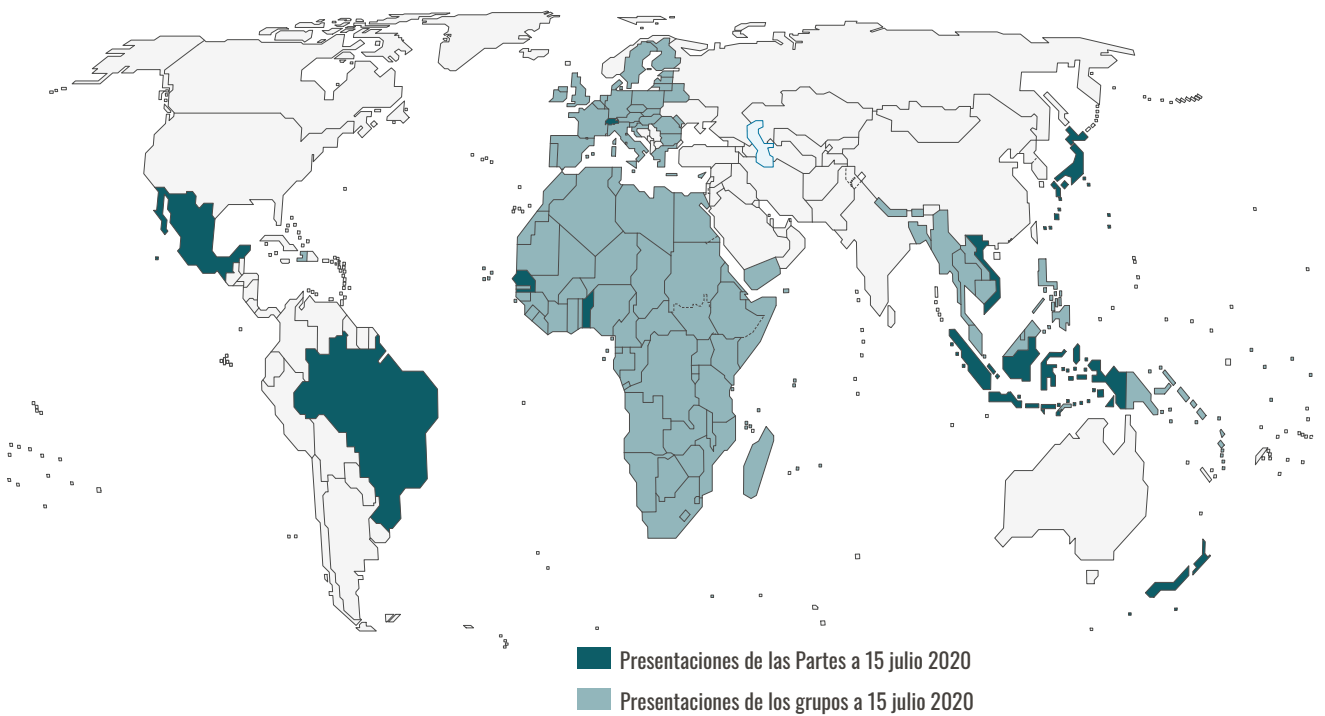 Presentaciones de las Partes a 15 julio 2020
Presentaciones de los grupos a 15 julio 2020